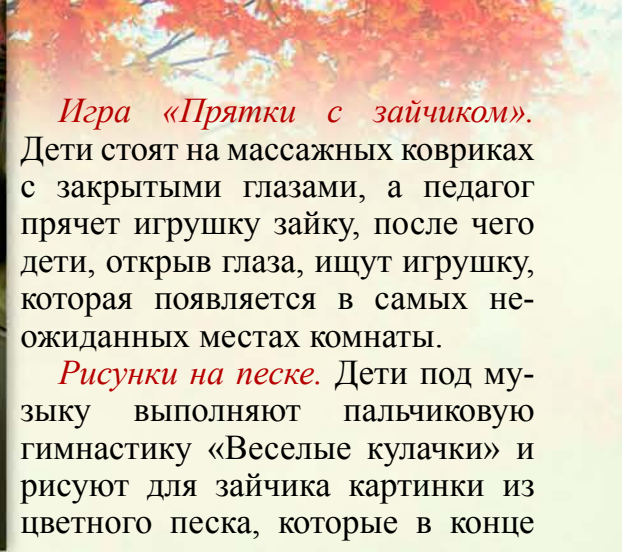 Игра «Прятки с зайчиком».
Дети стоят на массажных ковриках
с закрытыми глазами, а педагог
прячет игрушку зайку, после чего
дети, открыв глаза, ищут игрушку,
которая появляется в самых не-
ожиданных местах комнаты.
Рисунки на песке. Дети под му-
зыку выполняют пальчиковую
гимнастику «Веселые кулачки» и
рисуют для зайчика картинки из
цветного песка, которые в конце